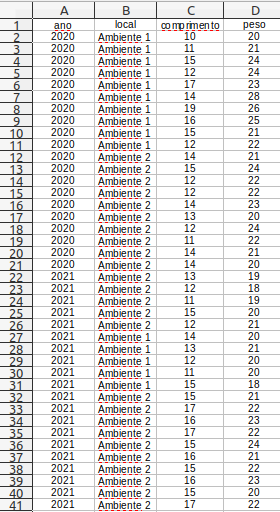 A B C D
1 ano local comprimento peso
2 2020 Ambiente 1 10 20
3 2020 Ambiente 1 11 21
4 2020 Ambiente 1 15 24
5 2020 Ambiente 1 12 24
6 2020 Ambiente 1 17 23
7 2020 Ambiente 1 14 28
8 2020 Ambiente 1 19 26
9 2020 Ambiente 1 16 25
10 2020 Ambiente 1 15 21
11 2020 Ambiente 1 12 22
12 2020 Ambiente 2 14 21
13 2020 Ambiente 2 15 24
14 2020 Ambiente 2 12 22
15 2020 Ambiente 2 12 22
16 2020 Ambiente 2 14 23
17 2020 Ambiente 2 13 20
18 2020 Ambiente 2 12 24
19 2020 Ambiente 2 11 22
20 2020 Ambiente 2 14 21
21 2020 Ambiente 2 14 20
22 2021 Ambiente 1 13 19
23 2021 Ambiente 1 12 18
24 2021 Ambiente 1 11 19
25 2021 Ambiente 1 15 20
26 2021 Ambiente 1 12 21
27 2021 Ambiente 1 14 20
28 2021 Ambiente 1 13 21
29 2021 Ambiente 1 12 20
30 2021 Ambiente 1 11 20
31 2021 Ambiente 1 15 18
32 2021 Ambiente 2 15 21
33 2021 Ambiente 2 17 22
34 2021 Ambiente 2 16 23
35 2021 Ambiente 2 17 22
36 2021 Ambiente 2 15 24
37 2021 Ambiente 2 16 21
38 2021 Ambiente 2 15 22
39 2021 Ambiente 2 16 23
40 2021 Ambiente 2 15 20
41 2021 Ambiente 2 17 22